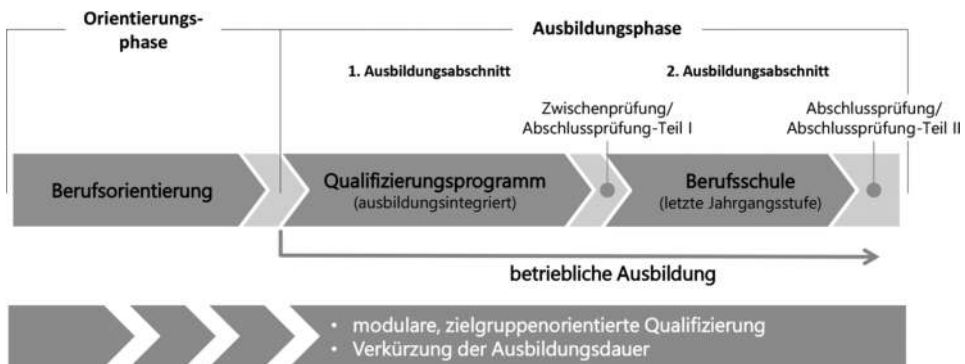 Orientierungs-
phase
Ausbildungsphase
1. Ausbildungsabschnitt
2. Ausbildungsabschnitt
Zwischenprüfung/
Abschlussprüfung-Teil I
Abschlussprüfung/
Abschlussprüfung-Teil II
Berufsorientierung
Qualifizierungsprogramm
(ausbildungsintegriert)
Berufsschule
(letzte Jahrgangsstufe)
betriebliche Ausbildung
• modulare, zielgruppenorientierte Qualifizierung
• Verkürzung der Ausbildungsdauer